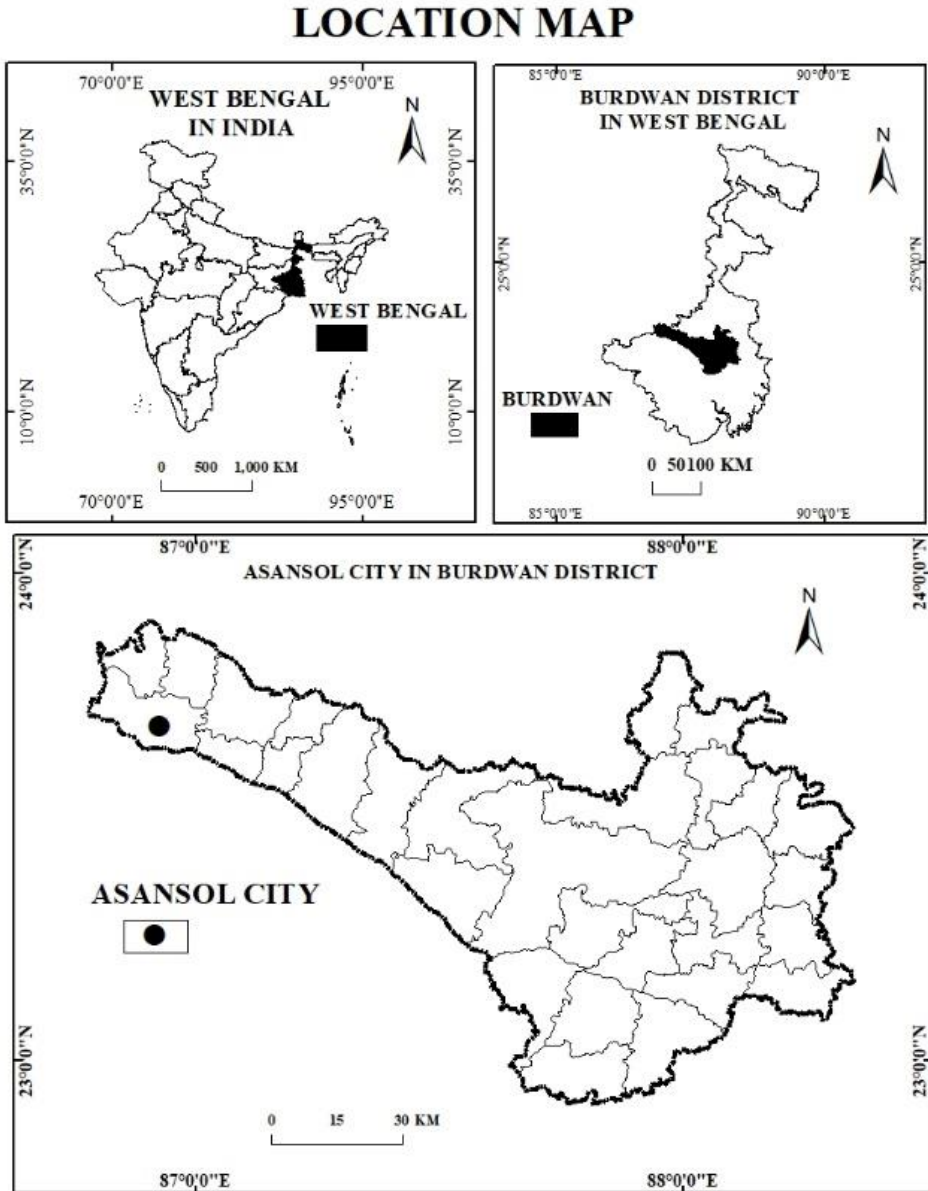 LOCATION MAP
70°0'0"E 95°0'0"E
WEST BENGAL
IN INDIA
N
35°0'0"N 35°0'0"N
WEST BENGAL
10°0'0"N 10°0'0"N
0 500 1,000 KM
70°0'0"E 95°0'0"E
85°0'0"E 90°0'0"E
BURDWAN DISTRICT
IN WEST BENGAL
N
25°0'0"N 25°0'0"N
BURDWAN
0 50100 KM
85°0'0"E 90°0'0"E
87°0'0"E 88°0'0"E
24°0'0"N 24°0'0"N
ASANSOL CITY IN BURDWAN DISTRICT
N
ASANSOL CITY
23°0'0"N 23°0'0"N
0 15 30 KM
87°0'0"E 88°0'0"E